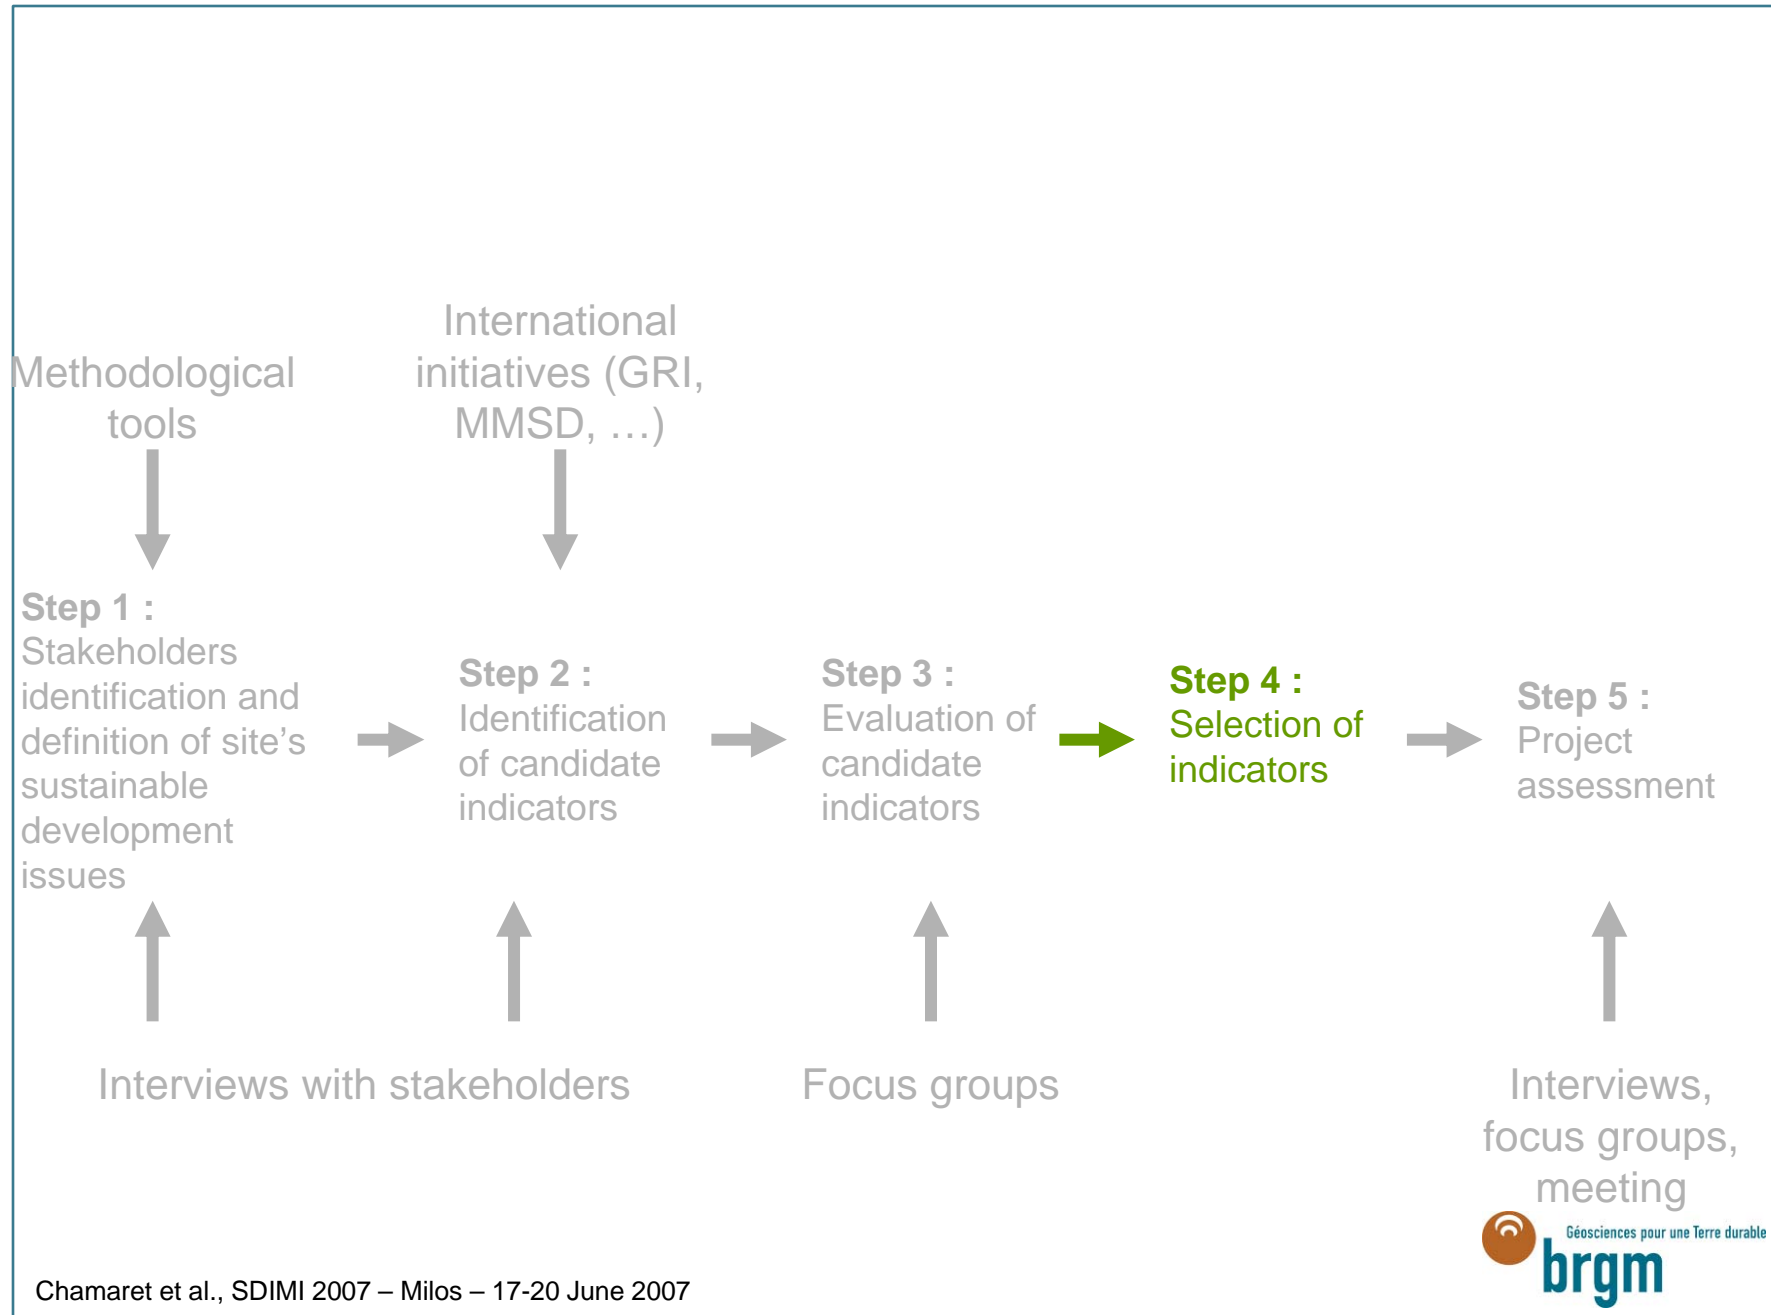 Methodological
tools
International
initiatives (GRI,
MMSD, …)
Step 1 :
Stakeholders
identification and
definition of site’s
sustainable
development
issues
Step 2 :
Identification
of candidate
indicators
Step 3 :
Evaluation of
candidate
indicators
Step 4 :
Selection of
indicators
Step 5 :
Project
assessment
Interviews with stakeholders
Focus groups
Interviews,
focus groups,
meeting
Géosciences pour une Terre durable
brgm
Chamaret et al., SDIMI 2007 – Milos – 17-20 June 2007